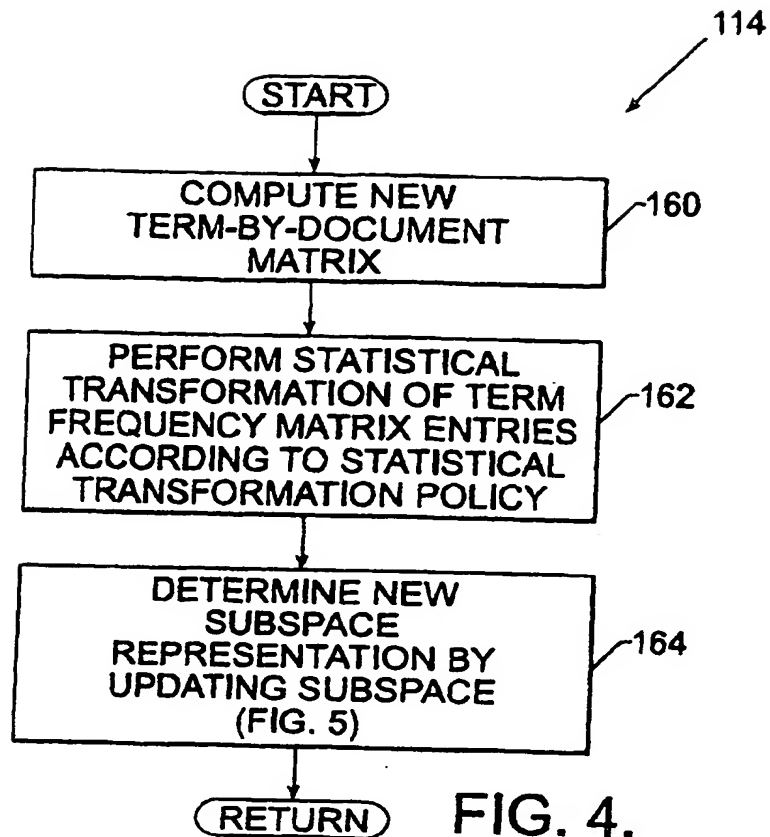 114
START
COMPUTE NEW
TERM-BY-DOCUMENT
MATRIX
160
PERFORM STATISTICAL
TRANSFORMATION OF TERM
FREQUENCY MATRIX ENTRIES
ACCORDING TO STATISTICAL
TRANSFORMATION POLICY
162
DETERMINE NEW
SUBSPACE
REPRESENTATION BY
UPDATING SUBSPACE
(FIG. 5)
164
RETURN
FIG. 4.